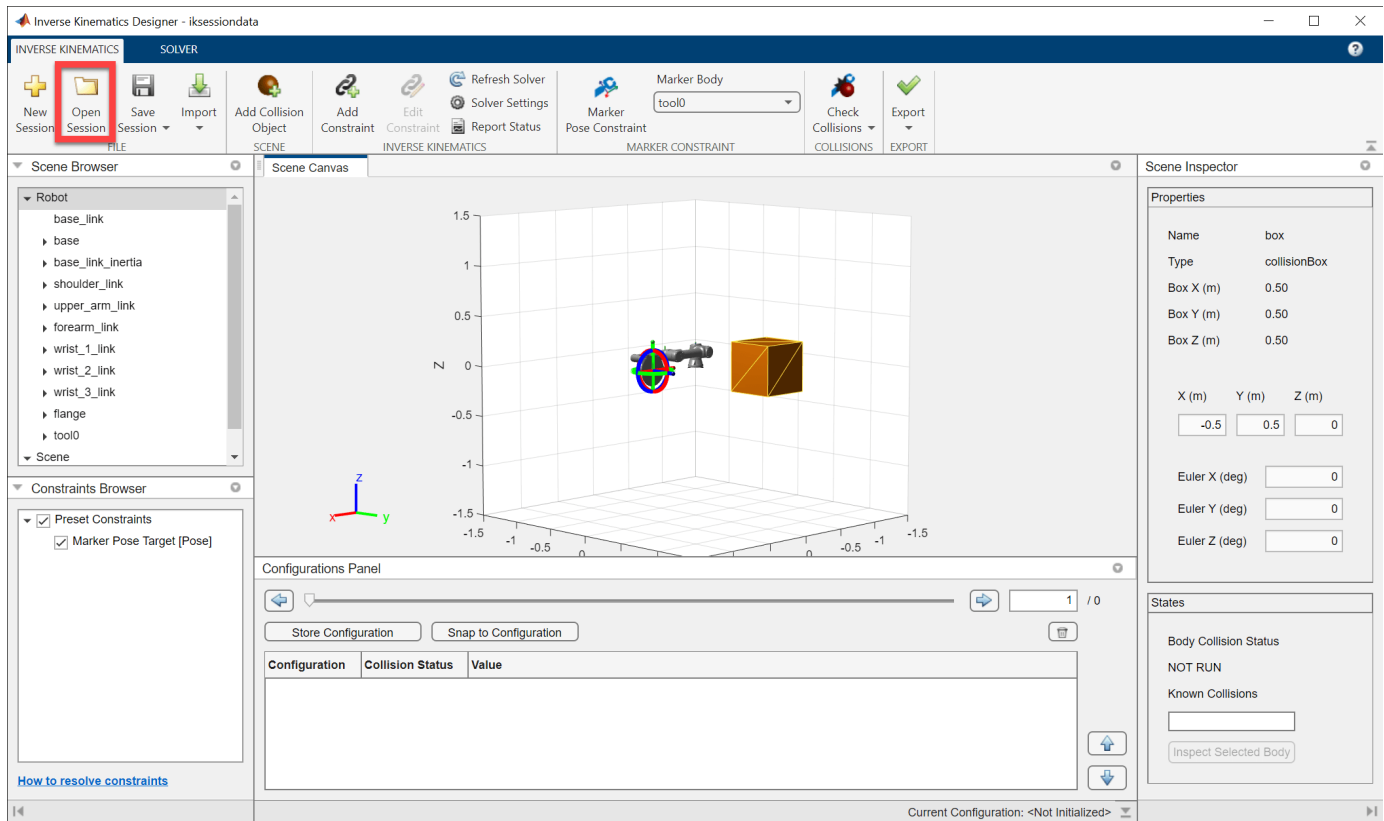 Inverse Kinematics Designer - iksessiondata
INVERSE KINEMATICS SOLVER
New Session
Open Session
Save Session
Import
FILE
Add Collision Object
SCENE
Add Constraint
Edit Constraint
Refresh Solver
Solver Settings
Report Status
INVERSE KINEMATICS
Marker Pose Constraint
Marker Body
tool0
MARKER CONSTRAINT
Check Collisions
COLLISIONS
Export
EXPORT
Scene Browser
Robot
base_link
base
base_link_inertia
shoulder_link
upper_arm_link
forearm_link
wrist_1_link
wrist_2_link
wrist_3_link
flange
tool0
Scene
Constraints Browser
Preset Constraints
Marker Pose Target [Pose]
How to resolve constraints
Scene Canvas
1.5
1
0.5
0
-0.5
-1
-1.5
Z
-1.5
-1
-0.5
0
-0.5
-1
-1.5
z
x
y
Configurations Panel
1 / 0
Store Configuration Snap to Configuration
Configuration Collision Status Value
Current Configuration: <Not Initialized>
Scene Inspector
Properties
Name box
Type collisionBox
Box X (m) 0.50
Box Y (m) 0.50
Box Z (m) 0.50
X (m) Y (m) Z (m)
-0.5 0.5 0
Euler X (deg) 0
Euler Y (deg) 0
Euler Z (deg) 0
States
Body Collision Status
NOT RUN
Known Collisions
Inspect Selected Body